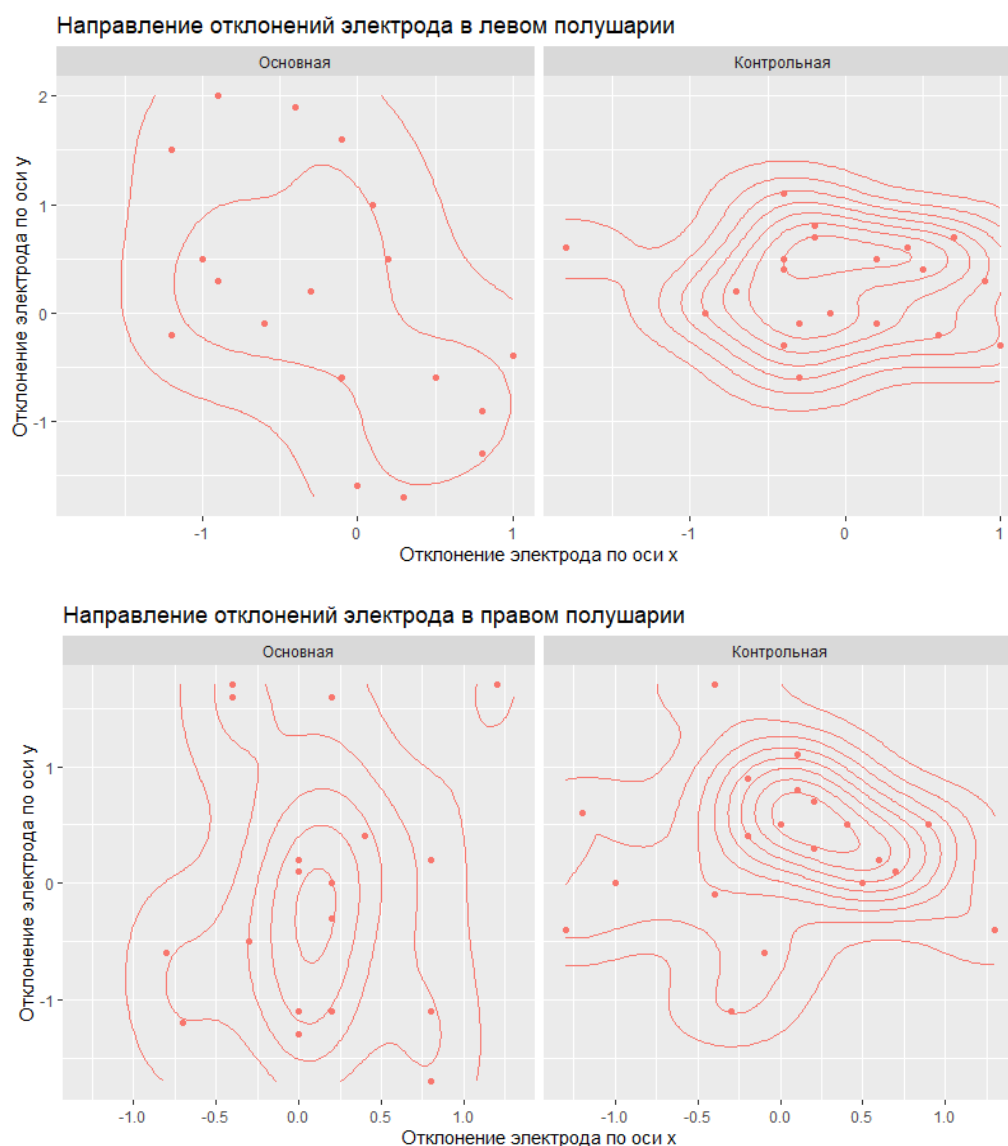 Направление отклонений электрода в левом полушарии
Основная
Контрольная
2
1
0
-1
Отклонение электрода по оси y
-1
0
1
-1
0
1
Отклонение электрода по оси x
Направление отклонений электрода в правом полушарии
Основная
Контрольная
1
0
-1
Отклонение электрода по оси y
-1.0
-0.5
0.0
0.5
1.0
-1.0
-0.5
0.0
0.5
1.0
Отклонение электрода по оси x